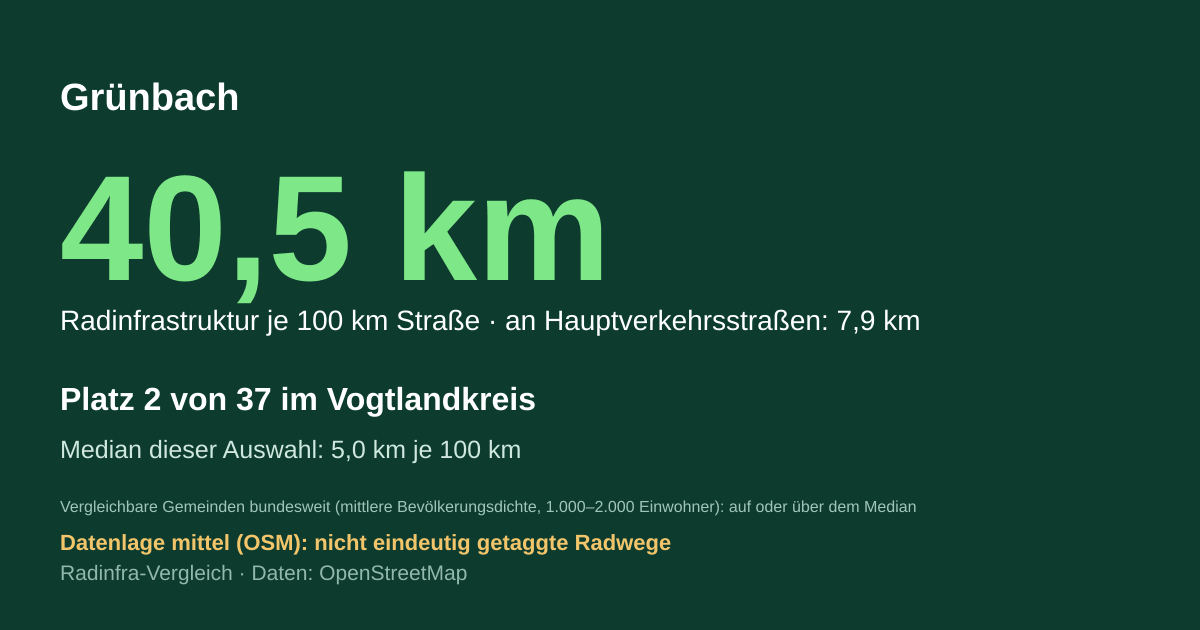 Grünbach
40,5 km
Radinfrastruktur je 100 km Straße · an Hauptverkehrsstraßen: 7,9 km
Platz 2 von 37 im Vogtlandkreis
Median dieser Auswahl: 5,0 km je 100 km
Vergleichbare Gemeinden bundesweit (mittlere Bevölkerungsdichte, 1.000–2.000 Einwohner): auf oder über dem Median
Datenlage mittel (OSM): nicht eindeutig getaggte Radwege
Radinfra-Vergleich · Daten: OpenStreetMap